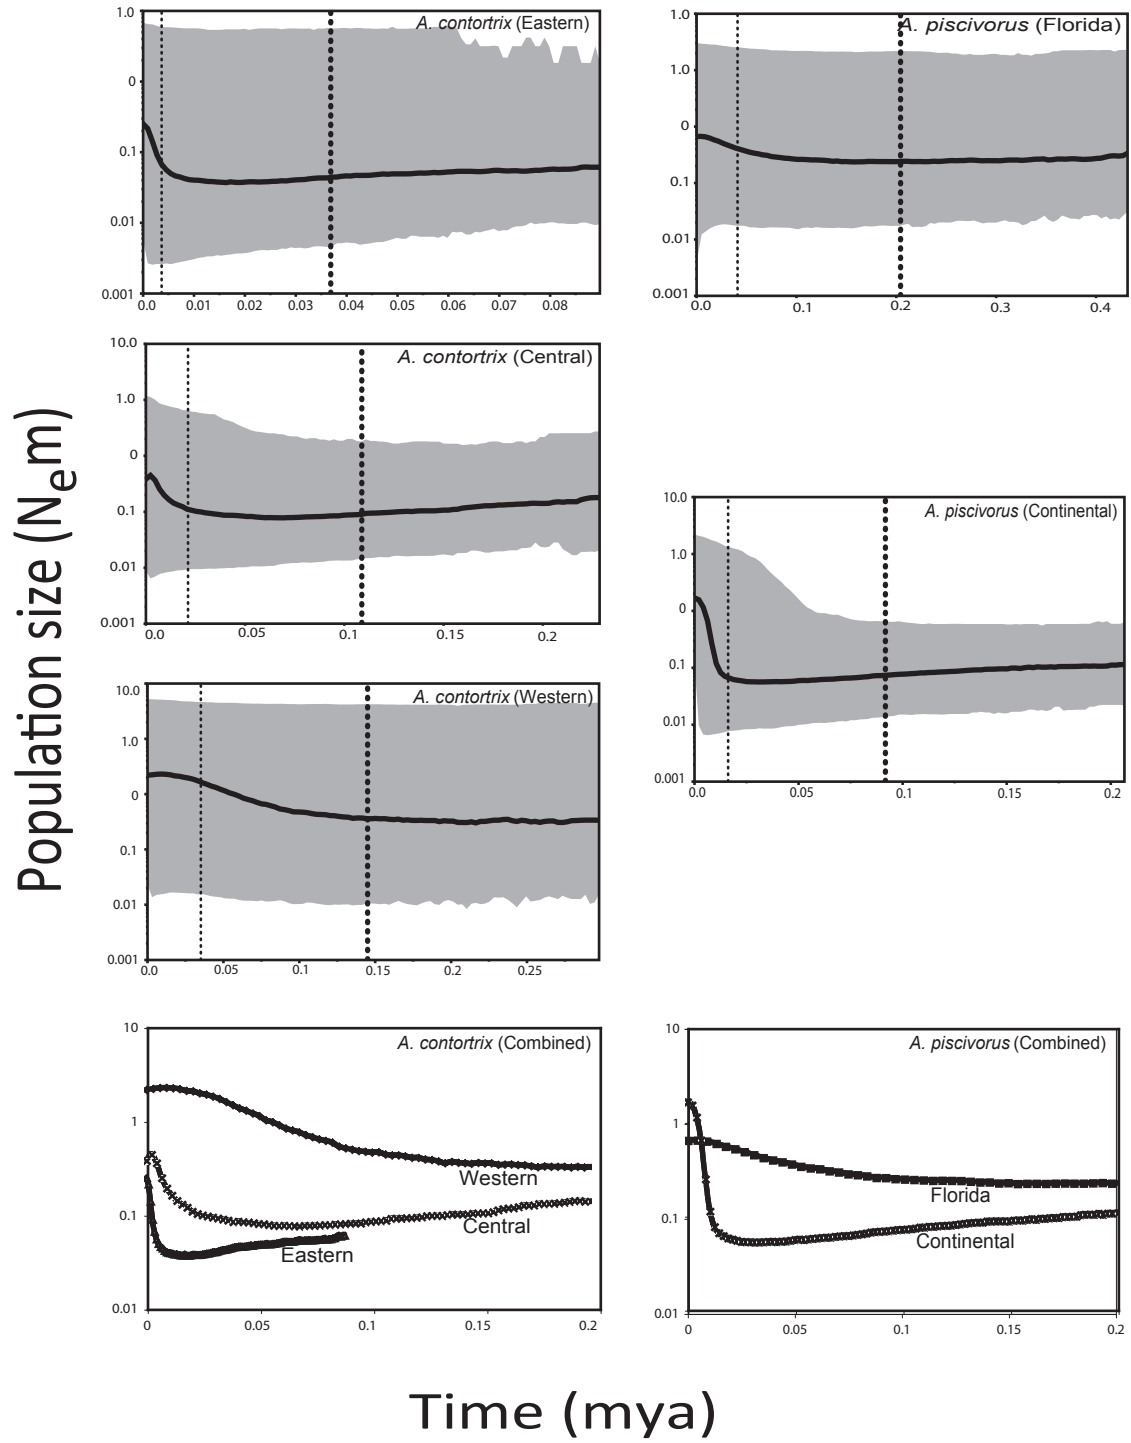 Population size (Nem)
A. contortrix (Eastern)
1.0
0
0.1
0.01
0.001
0.0 0.01 0.02 0.03 0.04 0.05 0.06 0.07 0.08
A. piscivorus (Florida)
1.0
1.0
0
0.1
0.01
0.001
0.0 0.1 0.2 0.3 0.4
A. contortrix (Central)
10.0
1.0
0
0.1
0.01
0.001
0.0 0.05 0.1 0.15 0.2
A. piscivorus (Continental)
10.0
1.0
0
0.1
0.01
0.001
0.0 0.05 0.1 0.15 0.2
A. contortrix (Western)
10.0
1.0
0
0.1
0.01
0.001
0.0 0.05 0.1 0.15 0.2 0.25
A. contortrix (Combined)
10
1
0.1
0.01
Western
Central
Eastern
0 0.05 0.1 0.15 0.2
A. piscivorus (Combined)
10
1
0.1
0.01
Florida
Continental
0 0.05 0.1 0.15 0.2
Time (mya)